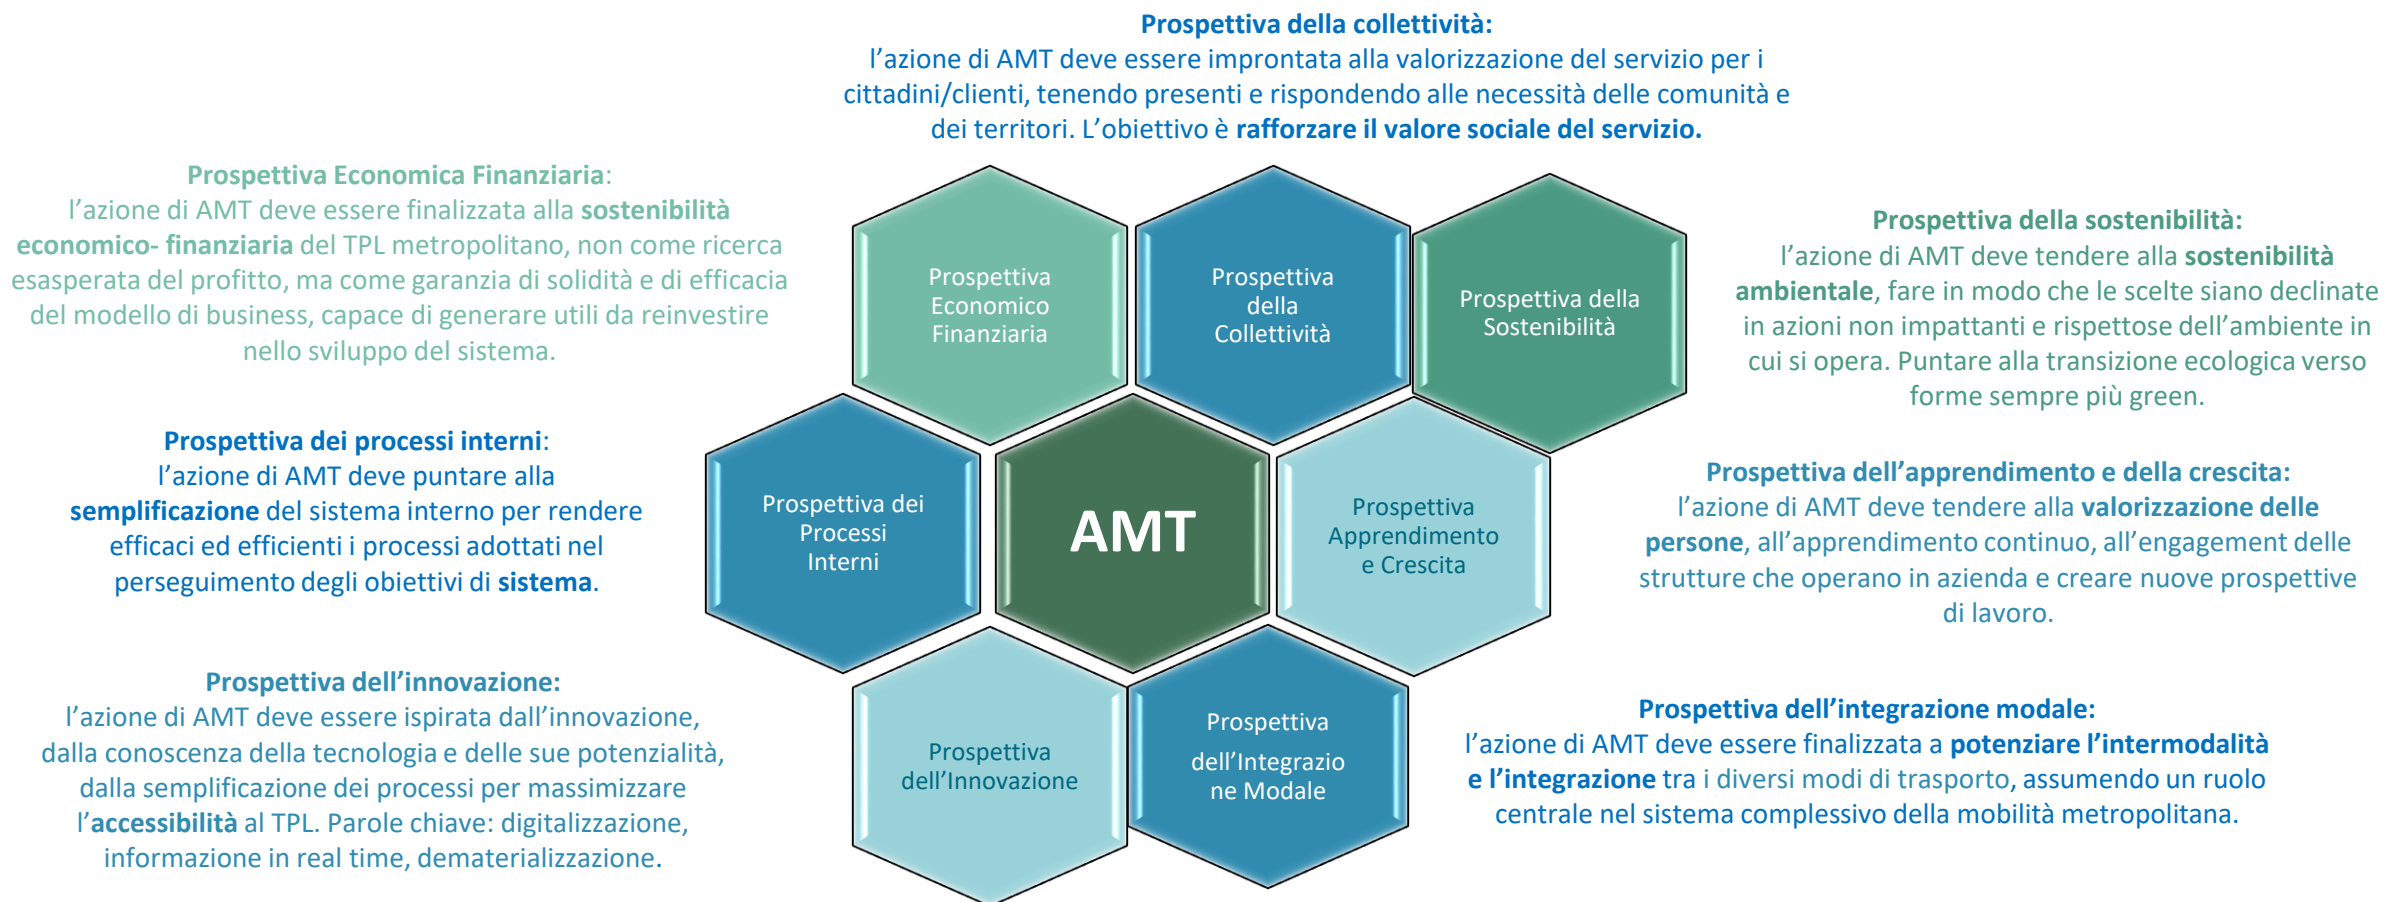 Prospettiva della collettività:
l’azione di AMT deve essere improntata alla valorizzazione del servizio per i
cittadini/clienti, tenendo presenti e rispondendo alle necessità delle comunità e
dei territori. L’obiettivo è rafforzare il valore sociale del servizio.
Prospettiva Economica Finanziaria:
l’azione di AMT deve essere finalizzata alla sostenibilità
economico- finanziaria del TPL metropolitano, non come ricerca
esasperata del profitto, ma come garanzia di solidità e di efficacia
del modello di business, capace di generare utili da reinvestire
nello sviluppo del sistema.
Prospettiva dei processi interni:
l’azione di AMT deve puntare alla
semplificazione del sistema interno per rendere
efficaci ed efficienti i processi adottati nel
perseguimento degli obiettivi di sistema.
Prospettiva dell’innovazione:
l’azione di AMT deve essere ispirata dall’innovazione,
dalla conoscenza della tecnologia e delle sue potenzialità,
dalla semplificazione dei processi per massimizzare
l’accessibilità al TPL. Parole chiave: digitalizzazione,
informazione in real time, dematerializzazione.
Prospettiva
Economico
Finanziaria
Prospettiva
della
Collettività
Prospettiva della
Sostenibilità
Prospettiva dei
Processi
Interni
AMT
Prospettiva
Apprendimento
e Crescita
Prospettiva
dell’Innovazione
Prospettiva
dell’Integrazio
ne Modale
Prospettiva della sostenibilità:
l’azione di AMT deve tendere alla sostenibilità
ambientale, fare in modo che le scelte siano declinate
in azioni non impattanti e rispettose dell’ambiente in
cui si opera. Puntare alla transizione ecologica verso
forme sempre più green.
Prospettiva dell’apprendimento e della crescita:
l’azione di AMT deve tendere alla valorizzazione delle
persone, all’apprendimento continuo, all’engagement delle
strutture che operano in azienda e creare nuove prospettive
di lavoro.
Prospettiva dell’integrazione modale:
l’azione di AMT deve essere finalizzata a potenziare l’intermodalità
e l’integrazione tra i diversi modi di trasporto, assumendo un ruolo
centrale nel sistema complessivo della mobilità metropolitana.